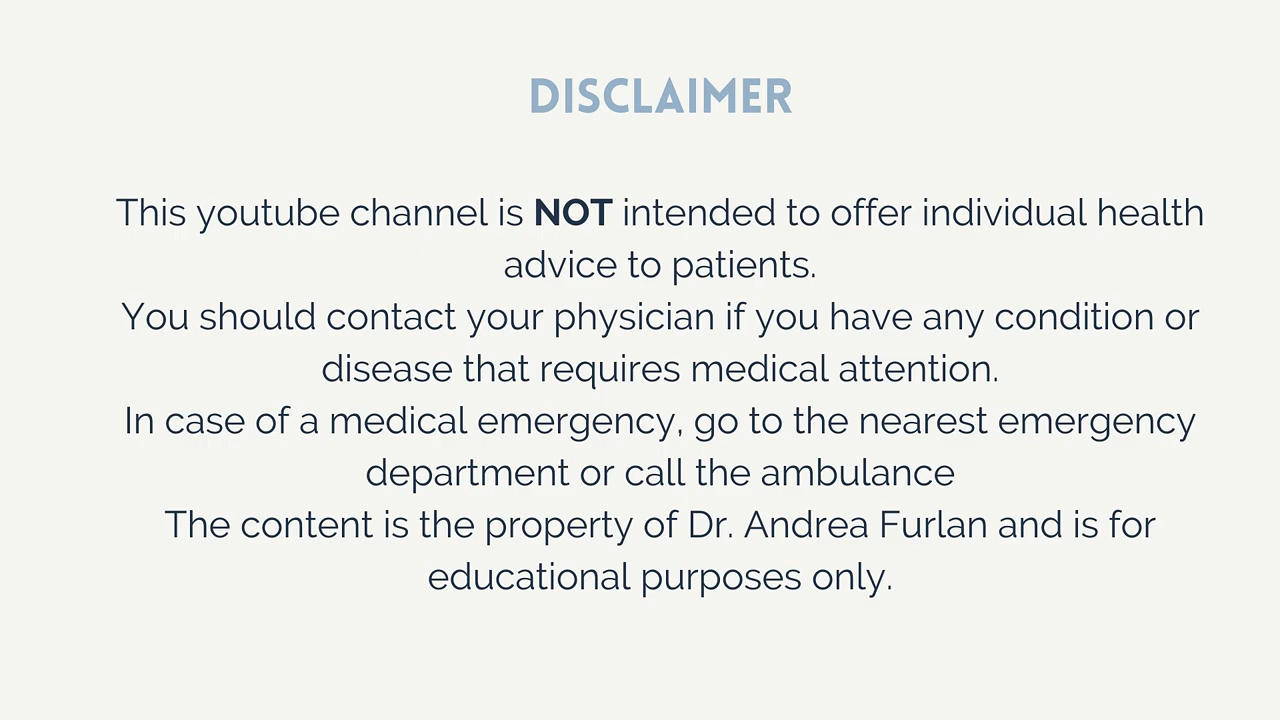 DISCLAIMER
This youtube channel is NOT intended to offer individual health
advice to patients.
You should contact your physician if you have any condition or
disease that requires medical attention.
In case of a medical emergency, go to the nearest emergency
department or call the ambulance
The content is the property of Dr. Andrea Furlan and is for
educational purposes only.